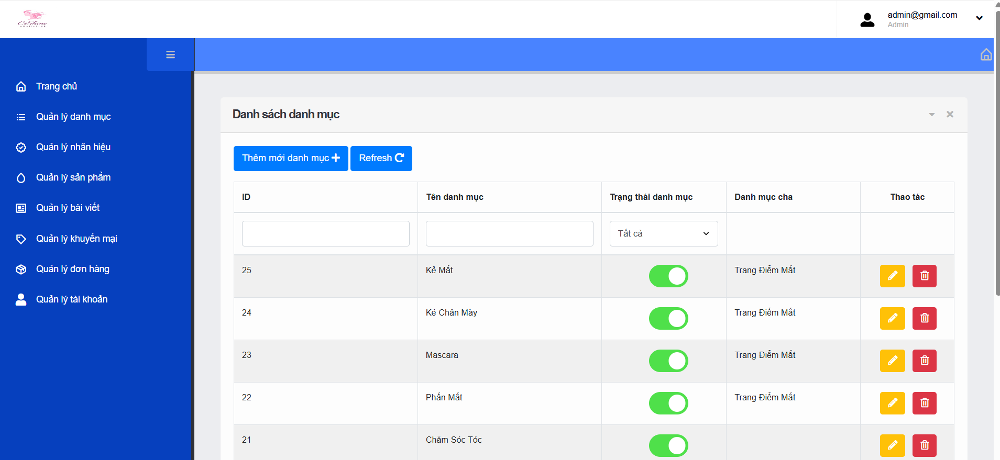 CoShine
admin@gmail.com
Admin
Trang chủ
Quản lý danh mục
Quản lý nhãn hiệu
Quản lý sản phẩm
Quản lý bài viết
Quản lý khuyến mại
Quản lý đơn hàng
Quản lý tài khoản
Danh sách danh mục
Thêm mới danh mục Refresh
ID Tên danh mục Trạng thái danh mục Danh mục cha Thao tác
Tất cả
25 Kẻ Mắt Trang Điểm Mắt
24 Kẻ Chân Mày Trang Điểm Mắt
23 Mascara Trang Điểm Mắt
22 Phấn Mắt Trang Điểm Mắt
21 Chăm Sóc Tóc